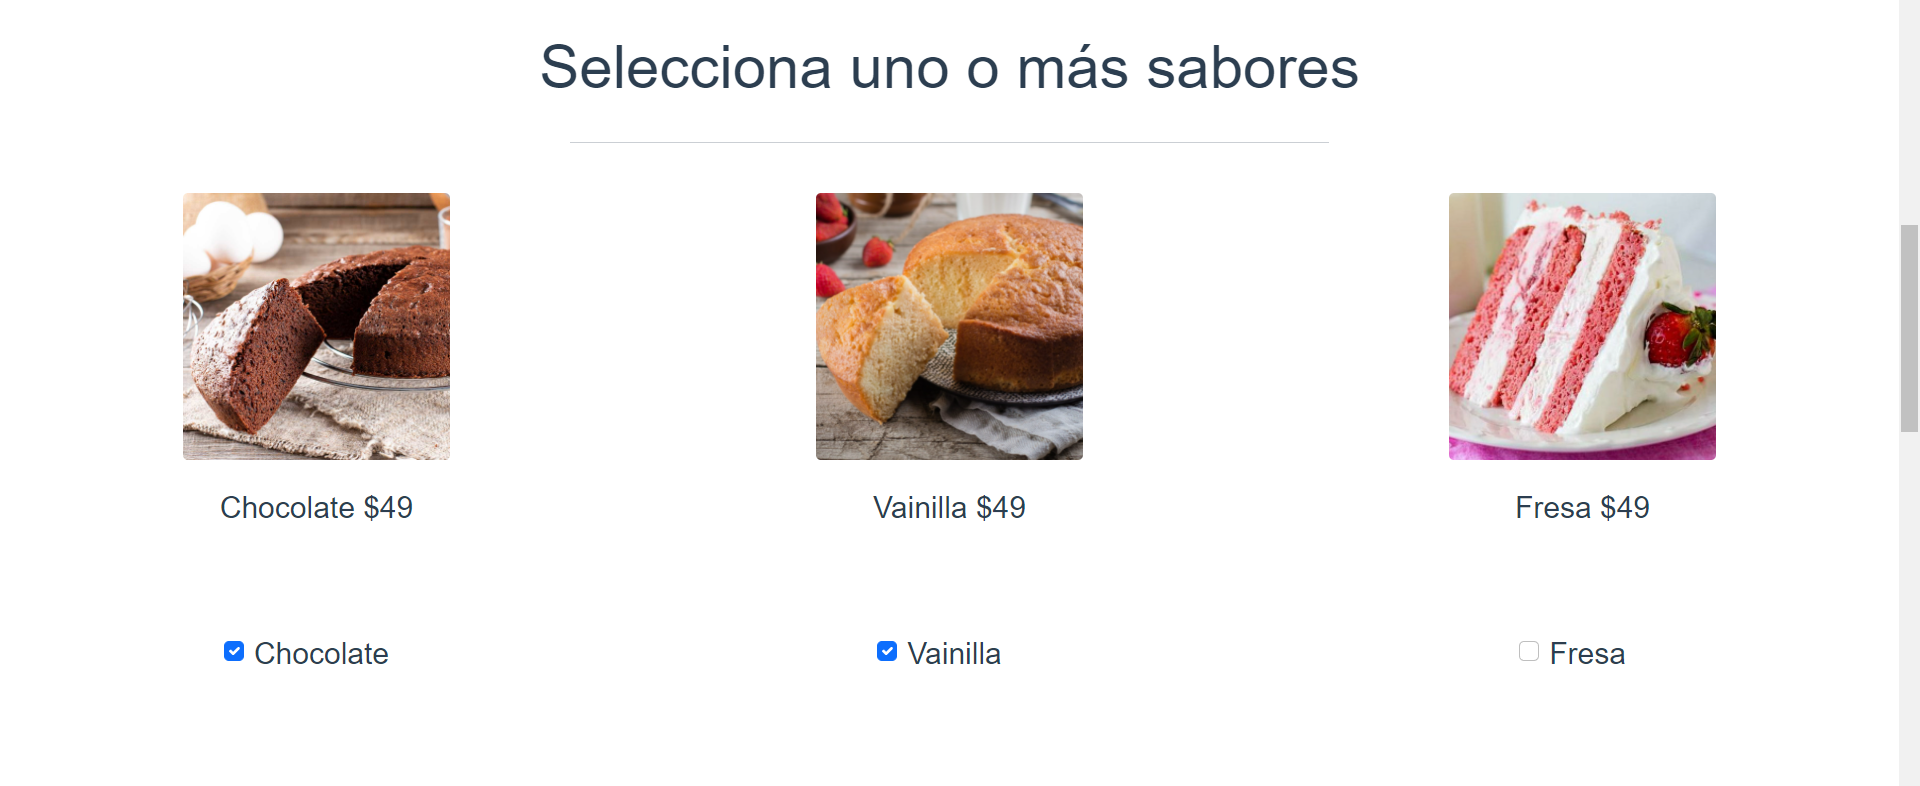 Selecciona uno o más sabores
Chocolate $49
Vainilla $49
Fresa $49
Chocolate
Vainilla
Fresa